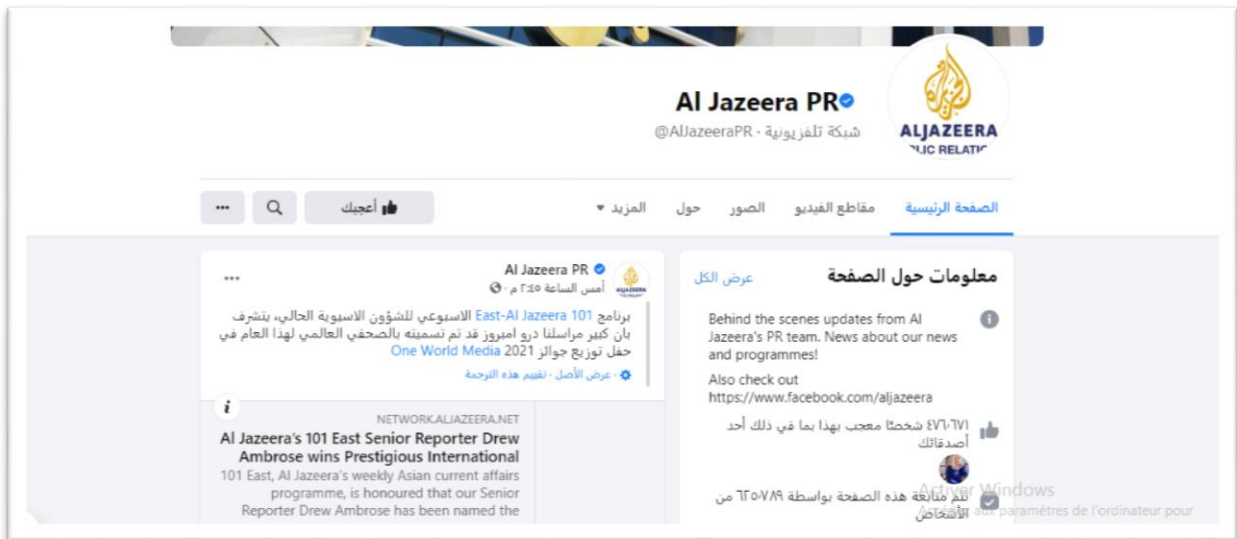 Al Jazeera PR
شبكة تلفزيونية · @AlJazeeraPR
ALJAZEERA
الصفحة الرئيسية
مقاطع الفيديو
الصور
حول
المزيد
أعجبك
معلومات حول الصفحة
عرض الكل
Behind the scenes updates from Al
Jazeera's PR team. News about our news
and programmes!
Also check out
https://www.facebook.com/aljazeera
٤٧٦٬٦٧١ شخصًا معجب بهذا بما في ذلك أحد
أصدقائك
تتم متابعة هذه الصفحة بواسطة ٦٢٥٬٧٨٩ من
الأشخاص
Al Jazeera PR
أمس الساعة ٢:٤٥ م
برنامج East-Al Jazeera 101 الاسبوعي للشؤون الاسيوية الحالي، يتشرف
بان كبير مراسلنا درو امبروز قد تم تسميته بالصحفي العالمي لهذا العام في
حفل توزيع جوائز One World Media 2021
عرض الأصل · تقييم هذه الترجمة
NETWORK.ALJAZEERA.NET
Al Jazeera's 101 East Senior Reporter Drew
Ambrose wins Prestigious International
101 East, Al Jazeera's weekly Asian current affairs
programme, is honoured that our Senior
Reporter Drew Ambrose has been named the
Activer Windows
aux paramètres de l'ordinateur pour